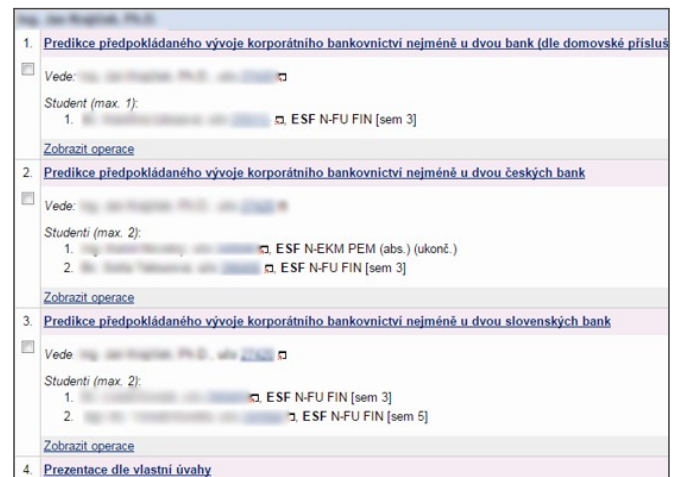 1. Predikce předpokládaného vývoje korporátního bankovnictví nejméně u dvou bank (dle domovské přísluš
Vede:
Student (max. 1):
1. , ESF N-FU FIN [sem 3]
Zobrazit operace
2. Predikce předpokládaného vývoje korporátního bankovnictví nejméně u dvou českých bank
Vede:
Studenti (max. 2):
1. , ESF N-EKM PEM (abs.) (ukonč.)
2. , ESF N-FU FIN [sem 3]
Zobrazit operace
3. Predikce předpokládaného vývoje korporátního bankovnictví nejméně u dvou slovenských bank
Vede
Studenti (max. 2):
1. , ESF N-FU FIN [sem 3]
2. , ESF N-FU FIN [sem 5]
Zobrazit operace
4. Prezentace dle vlastní úvahy